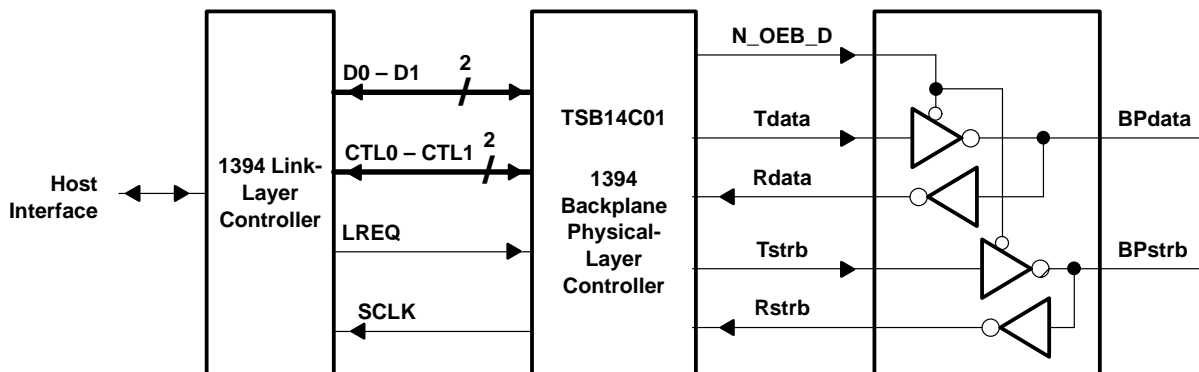 Host
Interface
1394 Link-
Layer
Controller
D0 – D1
2
CTL0 – CTL1
2
LREQ
SCLK
TSB14C01
1394
Backplane
Physical-
Layer
Controller
N_OEB_D
Tdata
Rdata
Tstrb
Rstrb
BPdata
BPstrb